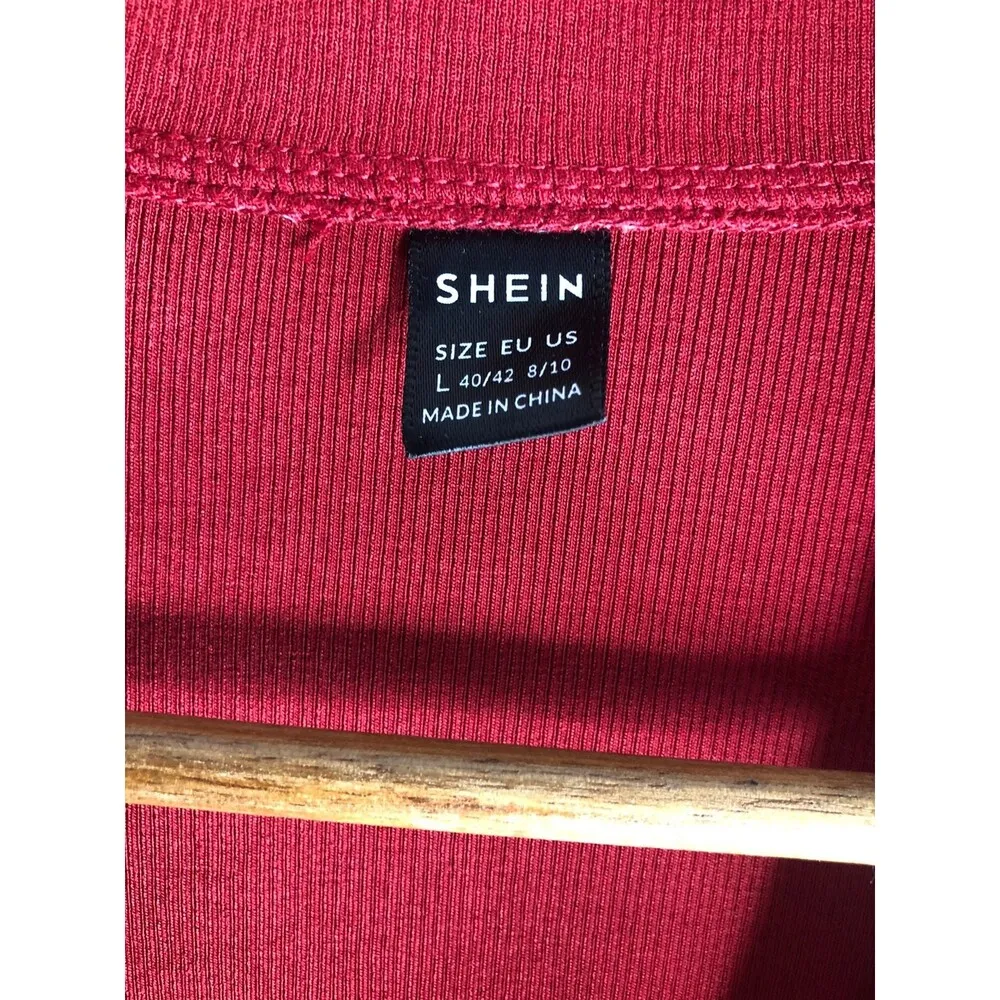 SHEIN
SIZE EU US
L 40/42 8/10
MADE IN CHINA